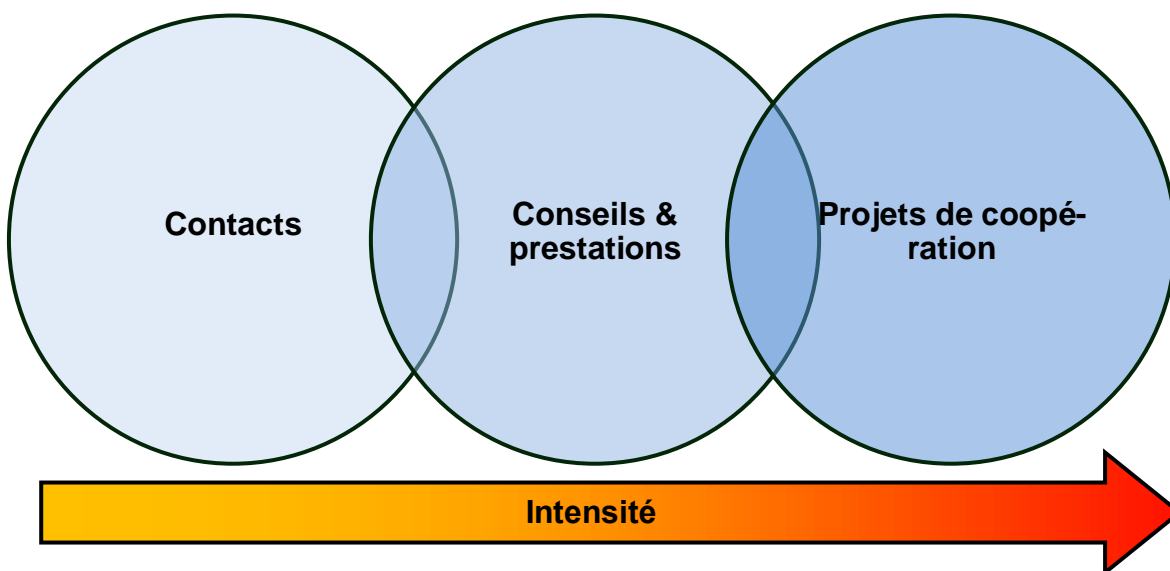 Contacts
Conseils &
prestations
Projets de coopé-
ration
Intensité